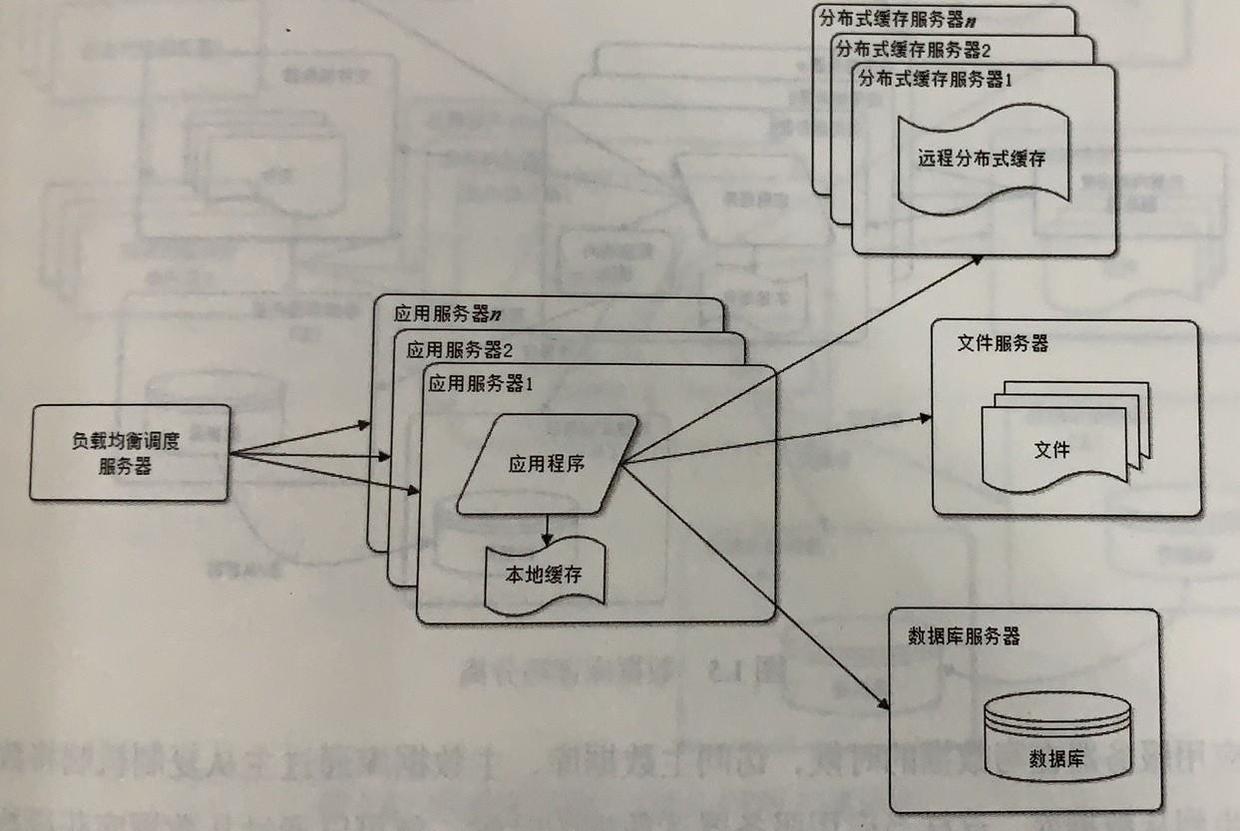 分布式缓存服务器n
分布式缓存服务器2
分布式缓存服务器1
远程分布式缓存
应用服务器n
应用服务器2
应用服务器1
负载均衡调度
服务器
应用程序
本地缓存
文件服务器
文件
数据库服务器
数据库